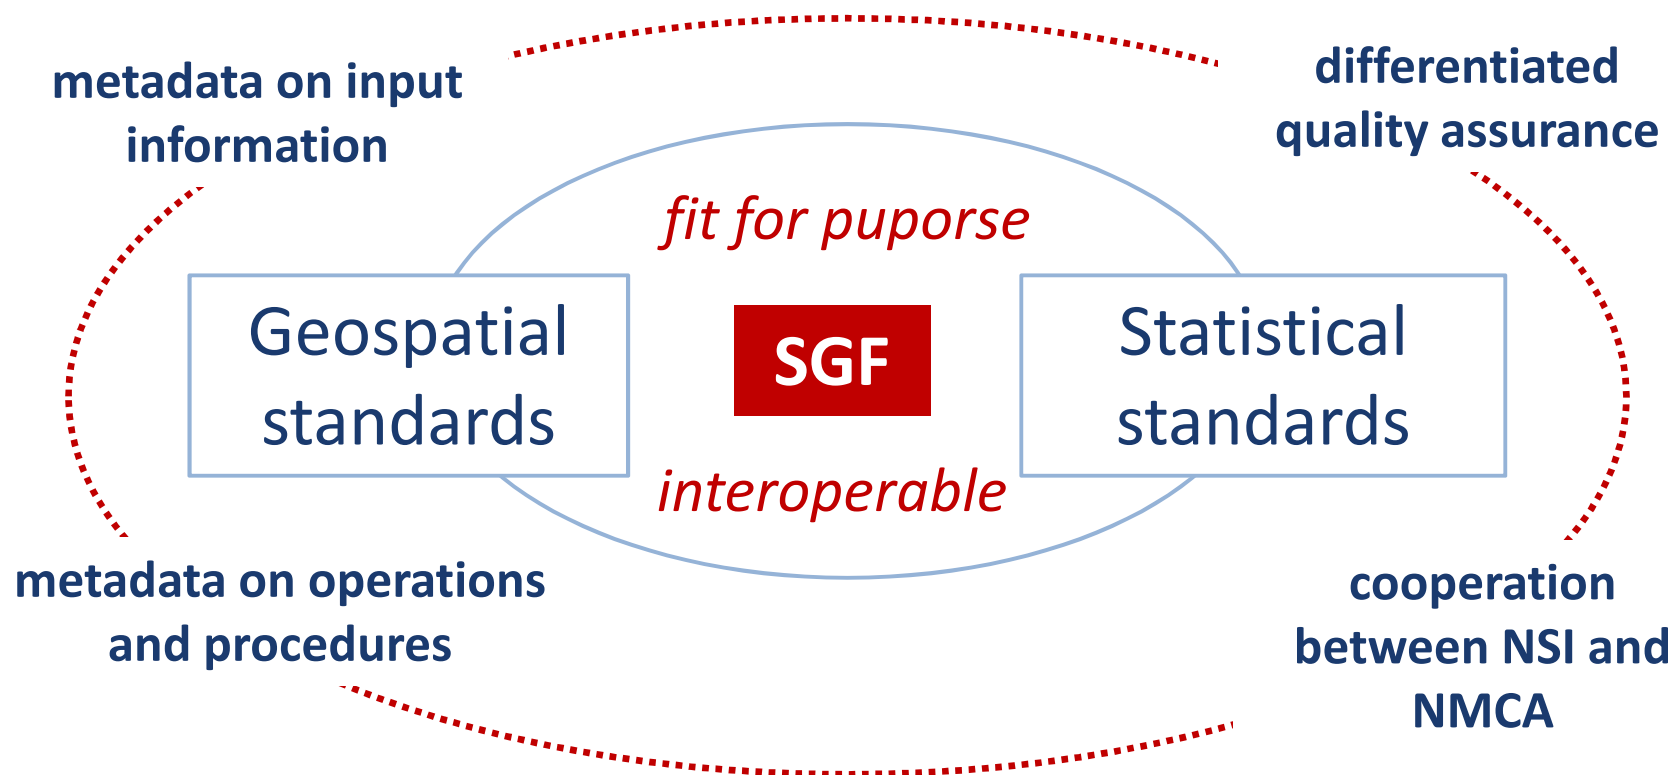 metadata on input
information
differentiated
quality assurance
fit for puporse
Geospatial
standards
SGF
Statistical
standards
interoperable
metadata on operations
and procedures
cooperation
between NSI and
NMCA